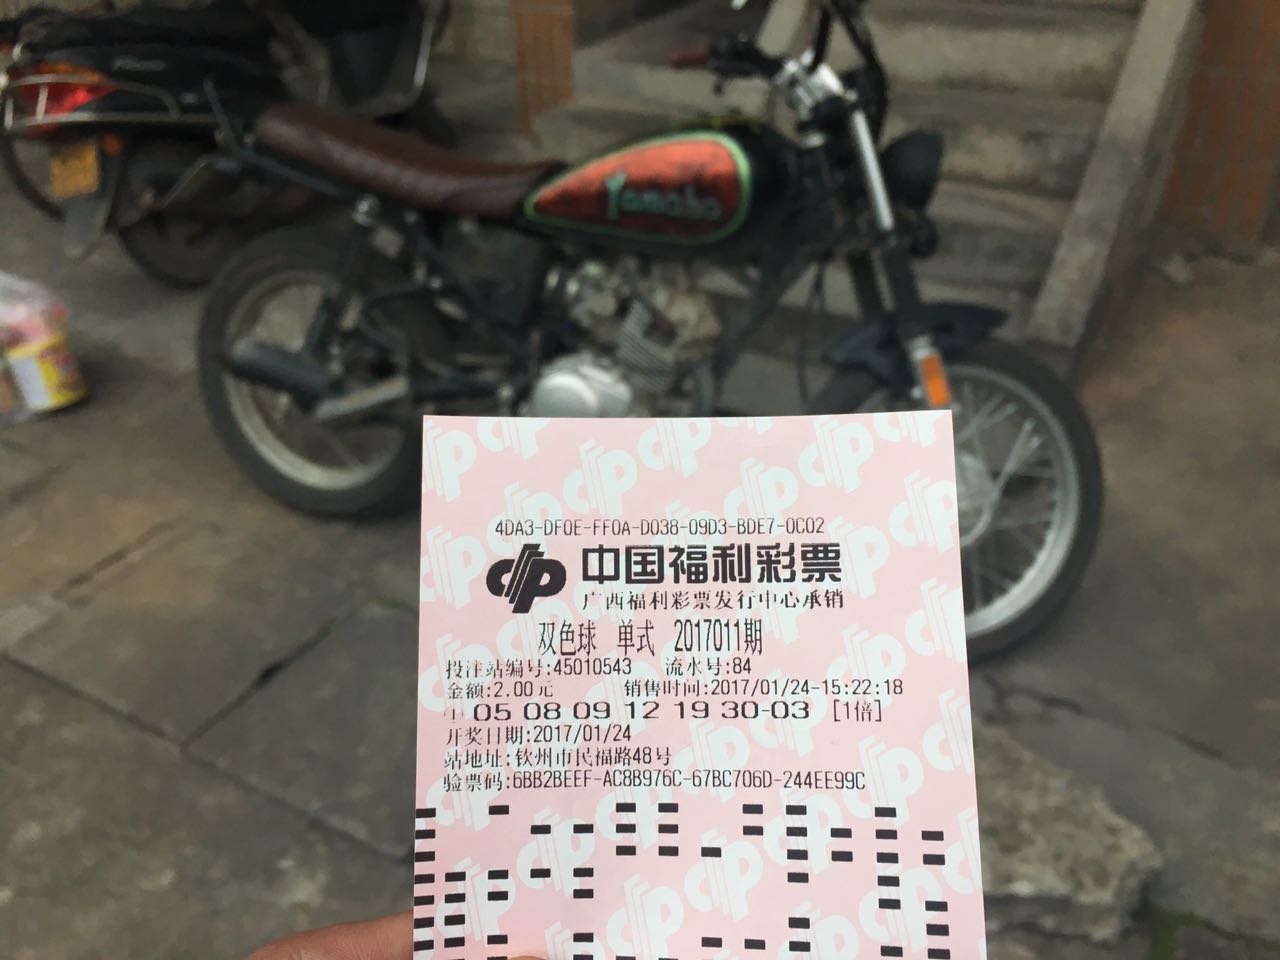 Yamaha
4DA3-DF0E-FF0A-D038-09D3-BDE7-0C02
中国福利彩票
广西福利彩票发行中心承销
双色球 单式 2017011期
投注站编号:45010543 流水号:84
金额:2.00元 销售时间:2017/01/24-15:22:18
① 05 08 09 12 19 30-03 [1倍]
开奖日期:2017/01/24
站地址:钦州市民福路48号
验票码:6BB2BEEF-AC8B976C-67BC706D-244EE99C